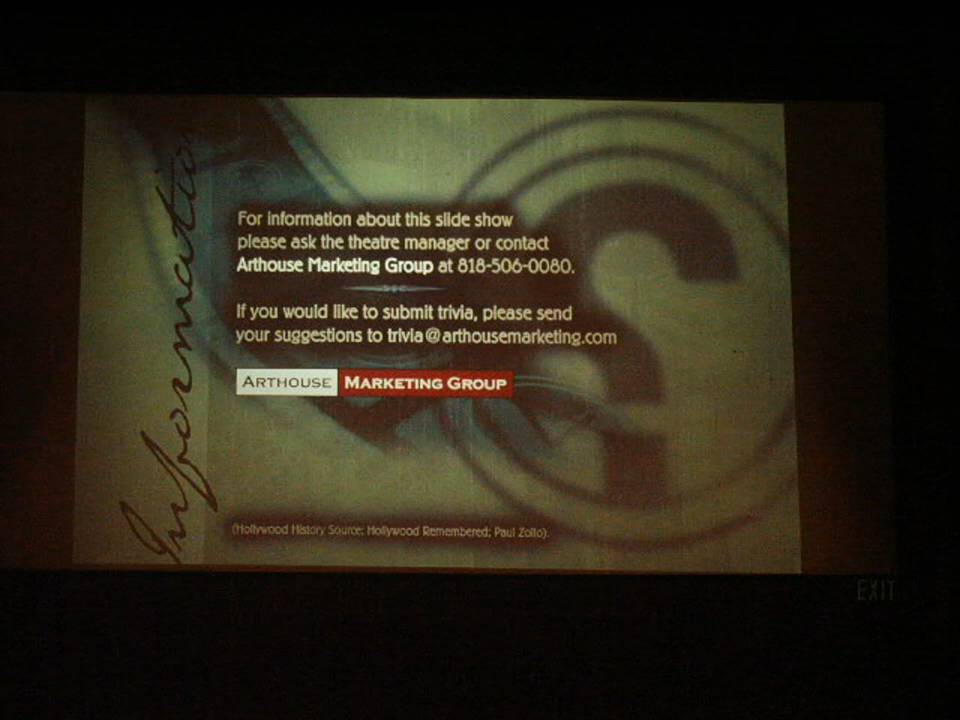 Information
For information about this slide show
please ask the theatre manager or contact
Arthouse Marketing Group at 818-506-0080.
If you would like to submit trivia, please send
your suggestions to trivia@arthousemarketing.com
ARTHOUSE MARKETING GROUP
(Hollywood History Source: Hollywood Remembered; Paul Zollo).
EXIT